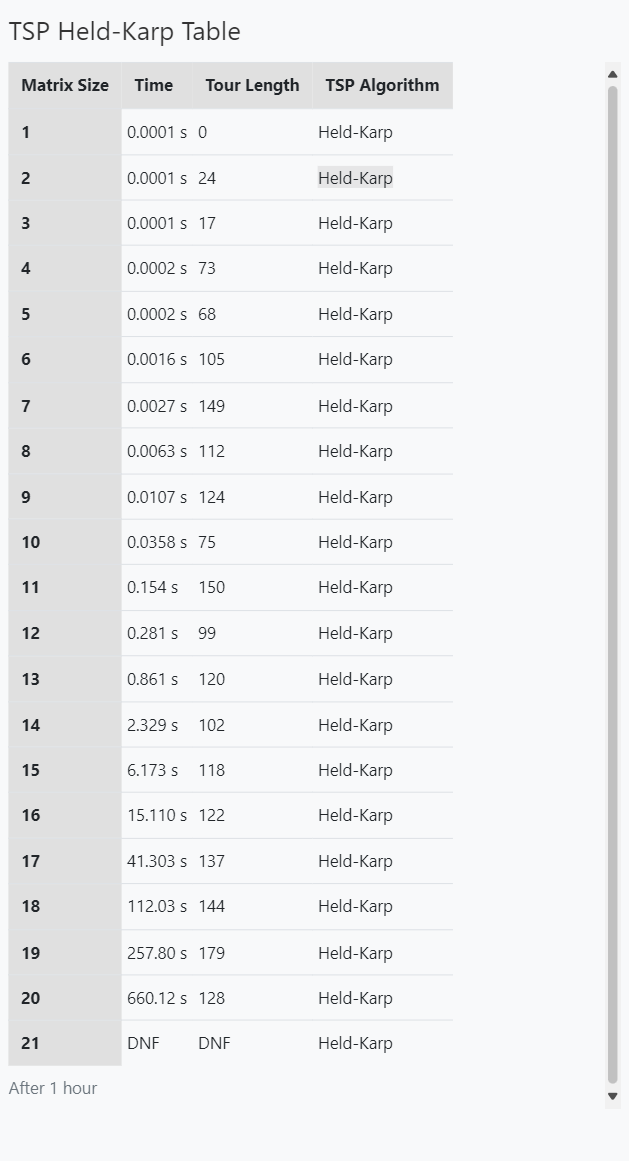 TSP Held-Karp Table
Matrix Size Time Tour Length TSP Algorithm
1 0.0001 s 0 Held-Karp
2 0.0001 s 24 Held-Karp
3 0.0001 s 17 Held-Karp
4 0.0002 s 73 Held-Karp
5 0.0002 s 68 Held-Karp
6 0.0016 s 105 Held-Karp
7 0.0027 s 149 Held-Karp
8 0.0063 s 112 Held-Karp
9 0.0107 s 124 Held-Karp
10 0.0358 s 75 Held-Karp
11 0.154 s 150 Held-Karp
12 0.281 s 99 Held-Karp
13 0.861 s 120 Held-Karp
14 2.329 s 102 Held-Karp
15 6.173 s 118 Held-Karp
16 15.110 s 122 Held-Karp
17 41.303 s 137 Held-Karp
18 112.03 s 144 Held-Karp
19 257.80 s 179 Held-Karp
20 660.12 s 128 Held-Karp
21 DNF DNF Held-Karp
After 1 hour